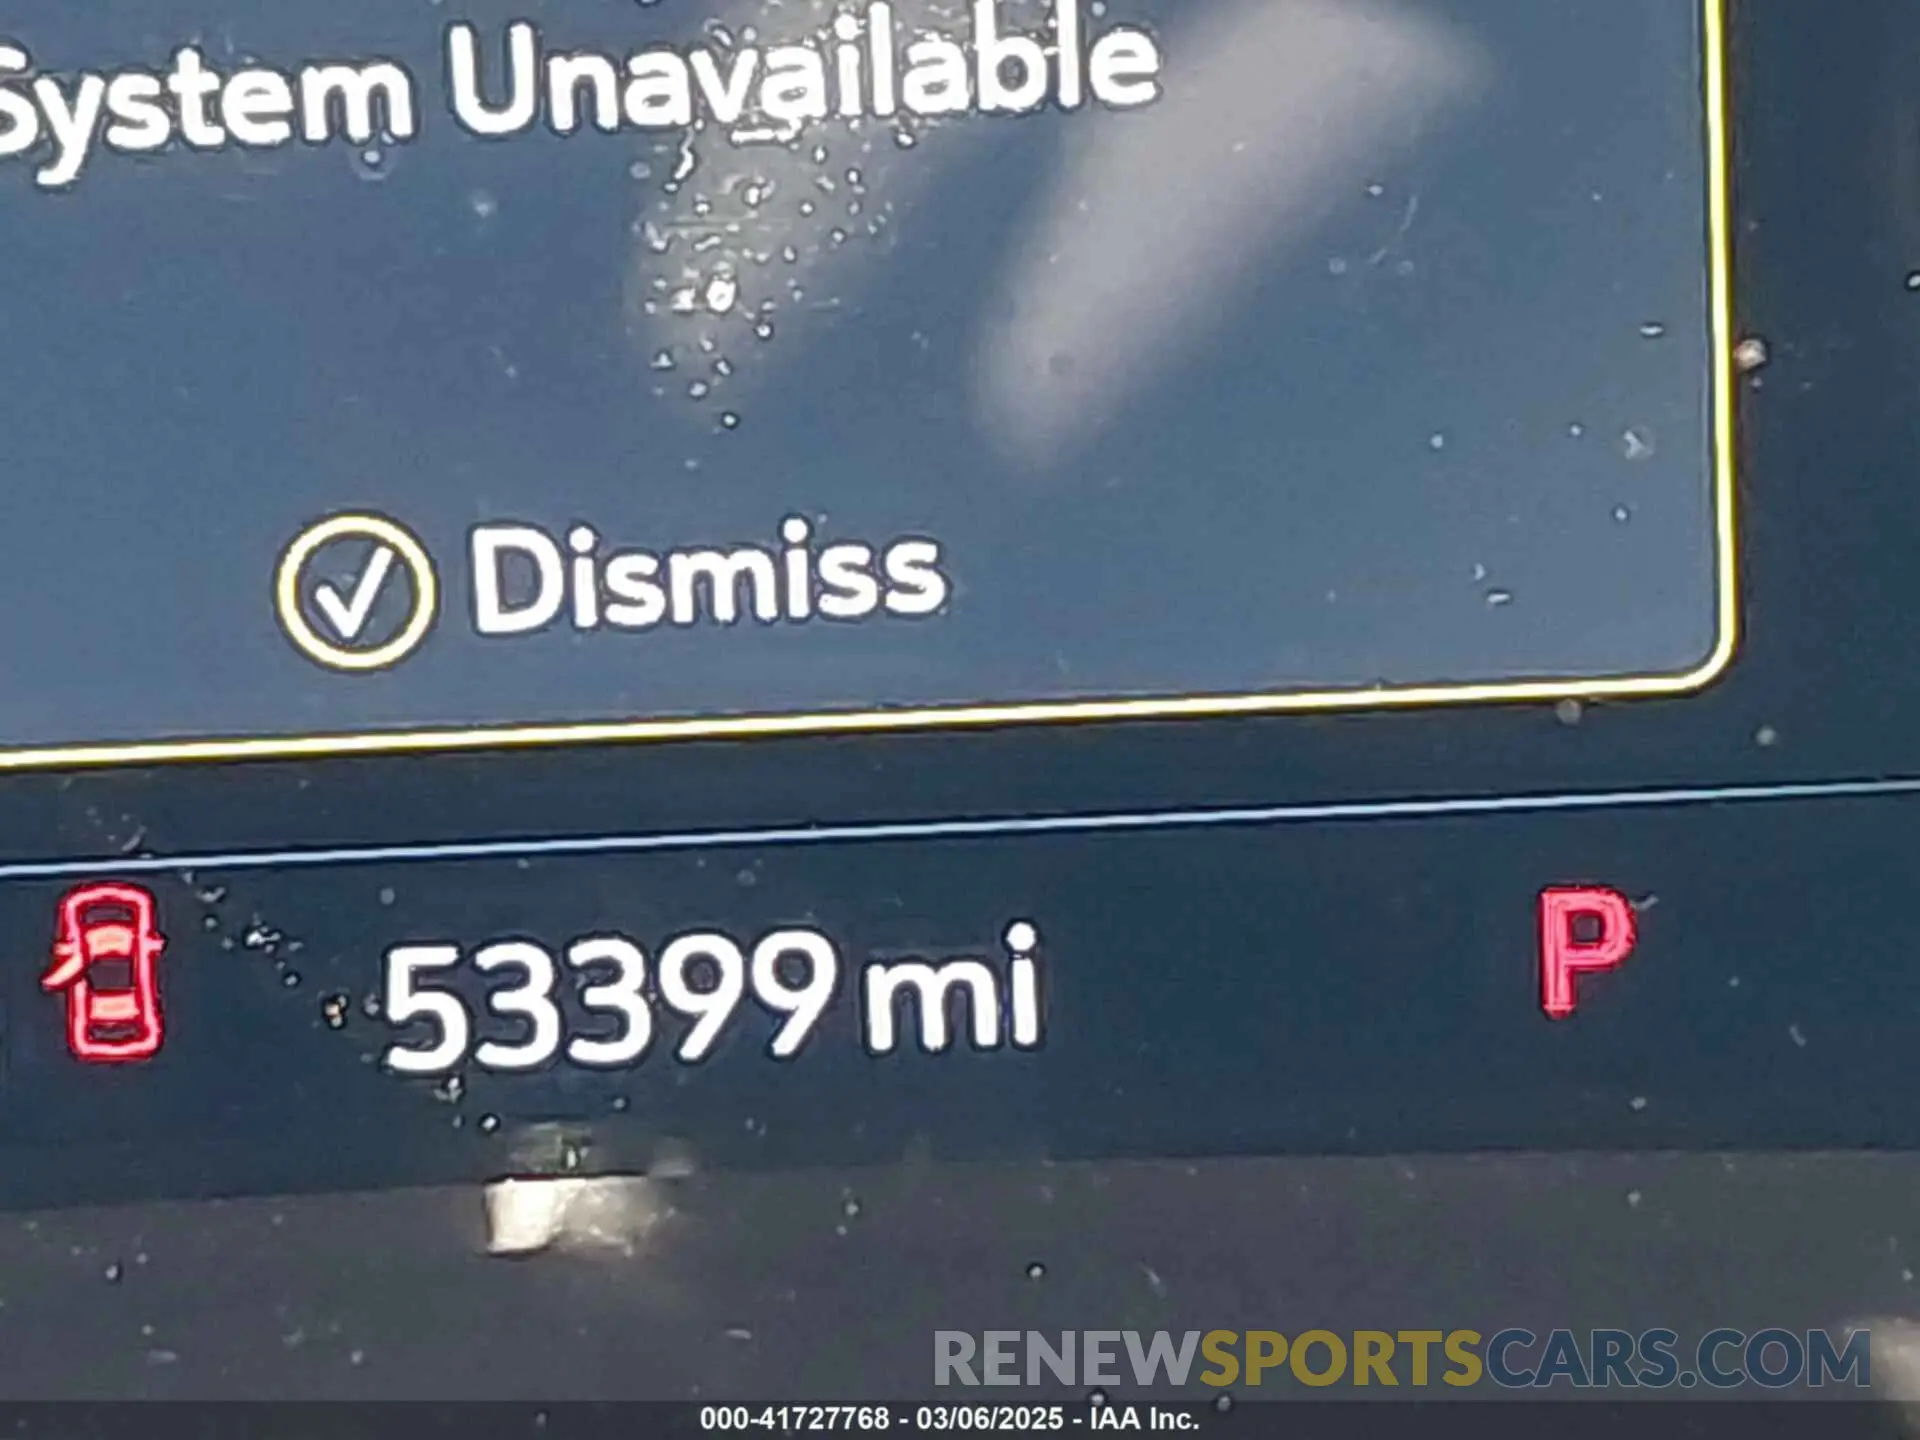 System Unavailable
Dismiss
53399 mi
P
RENEWSPORTSCARS.COM
000-41727768 - 03/06/2025 - IAA Inc.